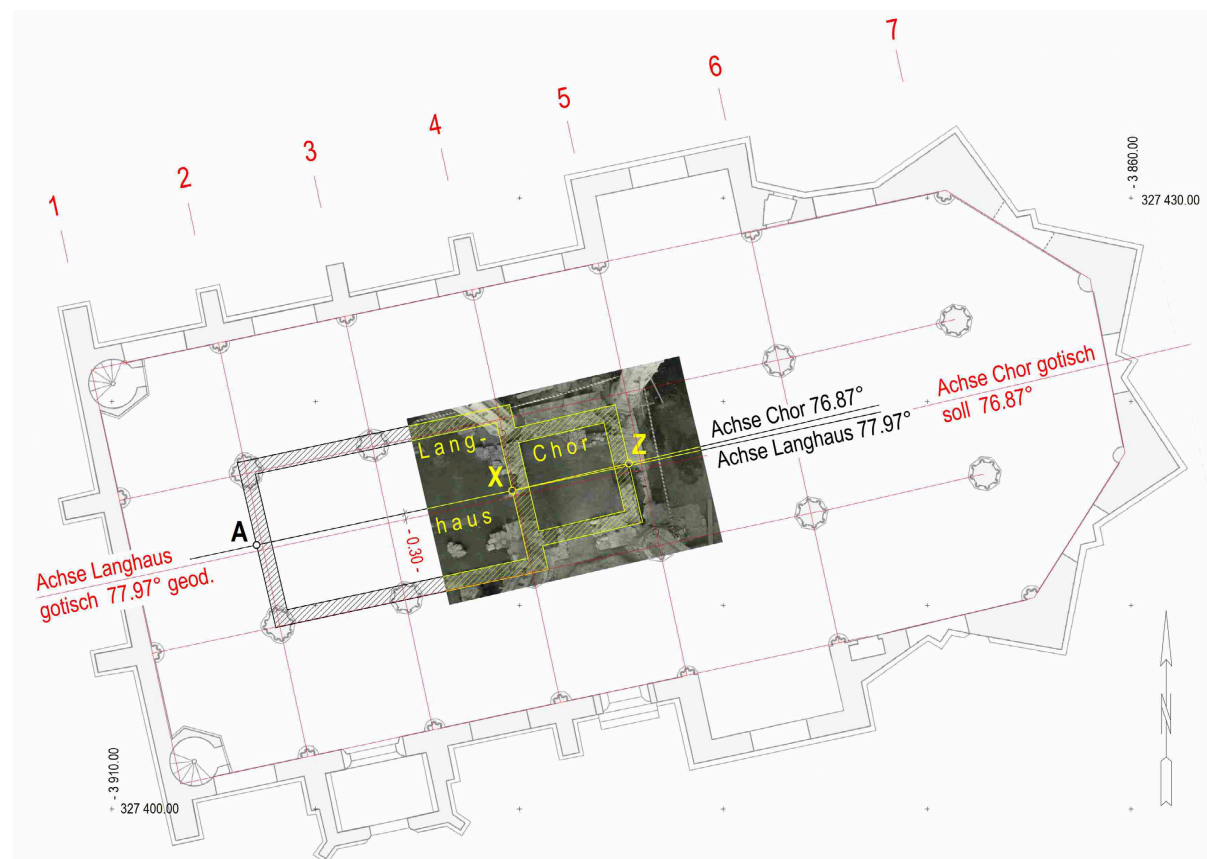 7
6
5
4
3
2
1
- 3 860.00
327 430.00
Achse Chor gotisch
soll 76.87°
Achse Chor 76.87°
Achse Langhaus 77.97°
Lang-
Chor
Z
X
haus
A
- 0.30 -
Achse Langhaus
gotisch 77.97° geod.
N
- 3 910.00
327 400.00